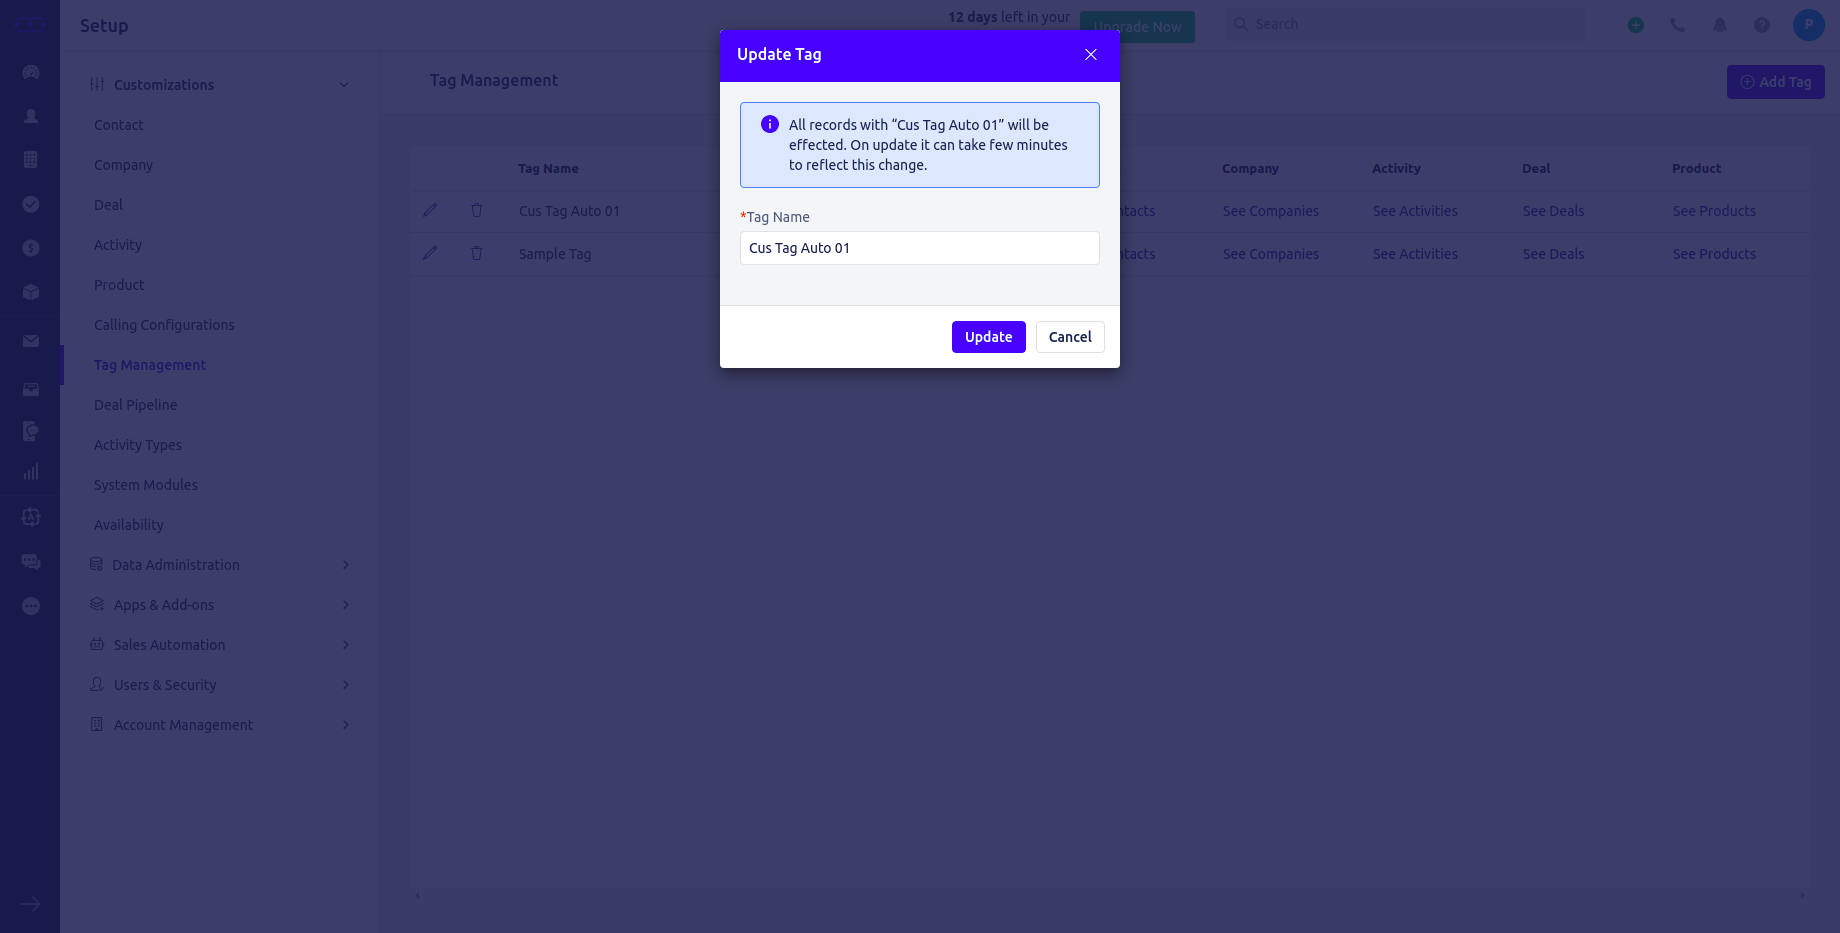 Setup
12 days left in your
Upgrade Now
Search
P
Update Tag
Customizations
Tag Management
Add Tag
Contact
All records with “Cus Tag Auto 01” will be
effected. On update it can take few minutes
to reflect this change.
Company
Tag Name
Company
Activity
Deal
Product
Deal
Cus Tag Auto 01
See Companies
See Activities
See Deals
See Products
*Tag Name
Activity
Cus Tag Auto 01
Sample Tag
See Companies
See Activities
See Deals
See Products
Product
Calling Configurations
Update
Cancel
Tag Management
Deal Pipeline
Activity Types
System Modules
Availability
Data Administration
Apps & Add-ons
Sales Automation
Users & Security
Account Management